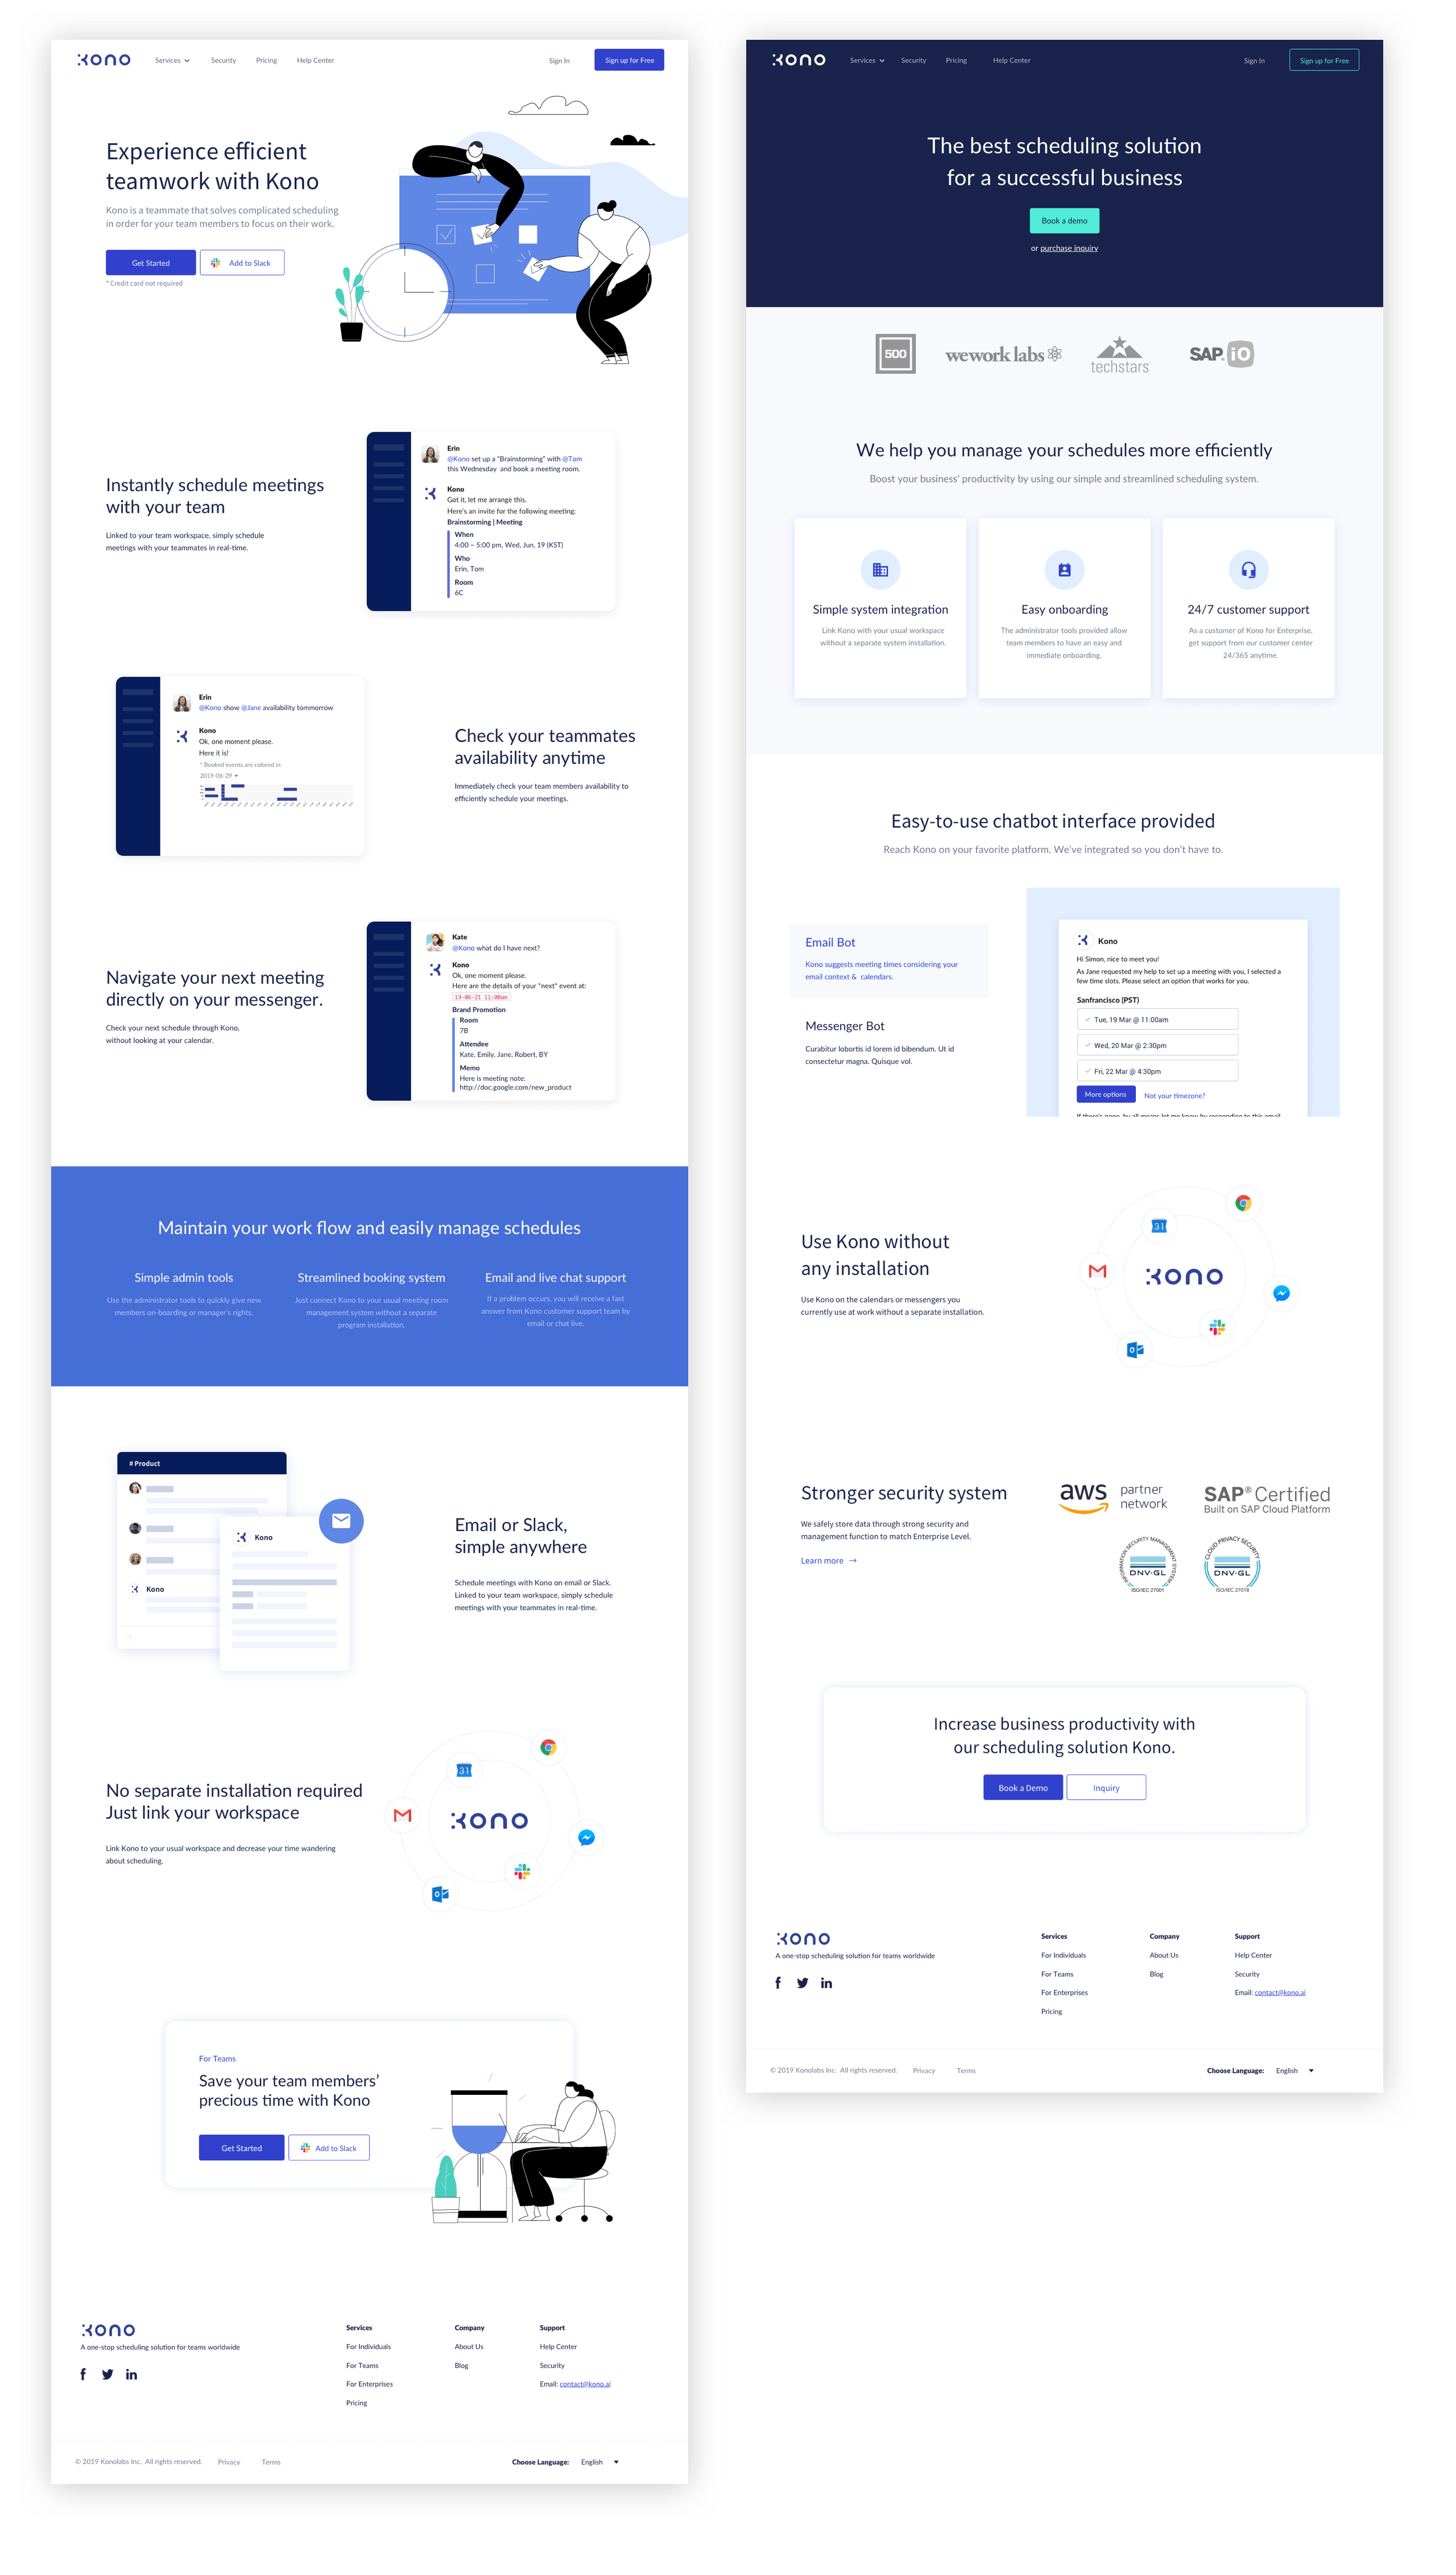 kono
Services
Security
Pricing
Help Center
Sign In
Sign up for Free
Experience efficient
teamwork with Kono
Kono is a teammate that solves complicated scheduling
in order for your team members to focus on their work.
Get Started
Add to Slack
* Credit card not required
Instantly schedule meetings
with your team
Linked to your team workspace, simply schedule
meetings with your teammates in real-time.
Erin
@Kono set up a "Brainstorming" with @Tom
this Wednesday and book a meeting room.
Kono
Got it, let me arrange this.
Here's an invite for the following meeting:
Brainstorming | Meeting
When
4:00 – 5:00 pm, Wed, Jun, 19 (KST)
Who
Erin, Tom
Room
6C
Erin
@Kono show @Jane availability tommorrow
Kono
Ok, one moment please.
Here it is!
* Booked events are colored in
2019-06-29
Check your teammates
availability anytime
Immediately check your team members availability to
efficiently schedule your meetings.
Navigate your next meeting
directly on your messenger.
Check your next schedule through Kono,
without looking at your calendar.
Kate
@Kono what do I have next?
Kono
Ok, one moment please.
Here are the details of your "next" event at:
19-06-21 11:00am
Brand Promotion
Room
7B
Attendee
Kate, Emily, Jane, Robert, BY
Memo
Here is meeting note:
http://doc.google.com/new_product
Maintain your work flow and easily manage schedules
Simple admin tools
Use the administrator tools to quickly give new
members on-boarding or manager's rights.
Streamlined booking system
Just connect Kono to your usual meeting room
management system without a separate
program installation.
Email and live chat support
If a problem occurs, you will receive a fast
answer from Kono customer support team by
email or chat live.
# Product
Kono
Kono
Email or Slack,
simple anywhere
Schedule meetings with Kono on email or Slack.
Linked to your team workspace, simply schedule
meetings with your teammates in real-time.
No separate installation required
Just link your workspace
Link Kono to your usual workspace and decrease your time wandering
about scheduling.
31
kono
For Teams
Save your team members'
precious time with Kono
Get Started
Add to Slack
kono
A one-stop scheduling solution for teams worldwide
Services
For Individuals
For Teams
For Enterprises
Pricing
Company
About Us
Blog
Support
Help Center
Security
Email: contact@kono.ai
© 2019 Konolabs Inc. All rights reserved.
Privacy
Terms
Choose Language:
English
kono
Services
Security
Pricing
Help Center
Sign In
Sign up for Free
The best scheduling solution
for a successful business
Book a demo
or purchase inquiry
500
wework labs
techstars
SAP iO
We help you manage your schedules more efficiently
Boost your business' productivity by using our simple and streamlined scheduling system.
Simple system integration
Link Kono with your usual workspace
without a separate system installation.
Easy onboarding
The administrator tools provided allow
team members to have an easy and
immediate onboarding.
24/7 customer support
As a customer of Kono for Enterprise,
get support from our customer center
24/365 anytime.
Easy-to-use chatbot interface provided
Reach Kono on your favorite platform. We've integrated so you don't have to.
Email Bot
Kono suggests meeting times considering your
email context & calendars.
Messenger Bot
Curabitur lobortis id lorem id bibendum. Ut id
consectetur magna. Quisque vol.
Kono
Hi Simon, nice to meet you!
As Jane requested my help to set up a meeting with you, I selected a
few time slots. Please select an option that works for you.
Sanfrancisco (PST)
Tue, 19 Mar @ 11:00am
Wed, 20 Mar @ 2:30pm
Fri, 22 Mar @ 4:30pm
More options
Not your timezone?
If there's none, by all means let me know by responding to this email
Use Kono without
any installation
Use Kono on the calendars or messengers you
currently use at work without a separate installation.
31
kono
Stronger security system
We safely store data through strong security and
management function to match Enterprise Level.
Learn more →
aws
partner
network
SAP® Certified
Built on SAP Cloud Platform
INFORMATION SECURITY MANAGEMENT SYSTEM
DNV·GL
ISO/IEC 27001
CLOUD PRIVACY SECURITY
DNV·GL
ISO/IEC 27018
Increase business productivity with
our scheduling solution Kono.
Book a Demo
Inquiry
kono
A one-stop scheduling solution for teams worldwide
Services
For Individuals
For Teams
For Enterprises
Pricing
Company
About Us
Blog
Support
Help Center
Security
Email: contact@kono.ai
© 2019 Konolabs Inc. All rights reserved.
Privacy
Terms
Choose Language:
English